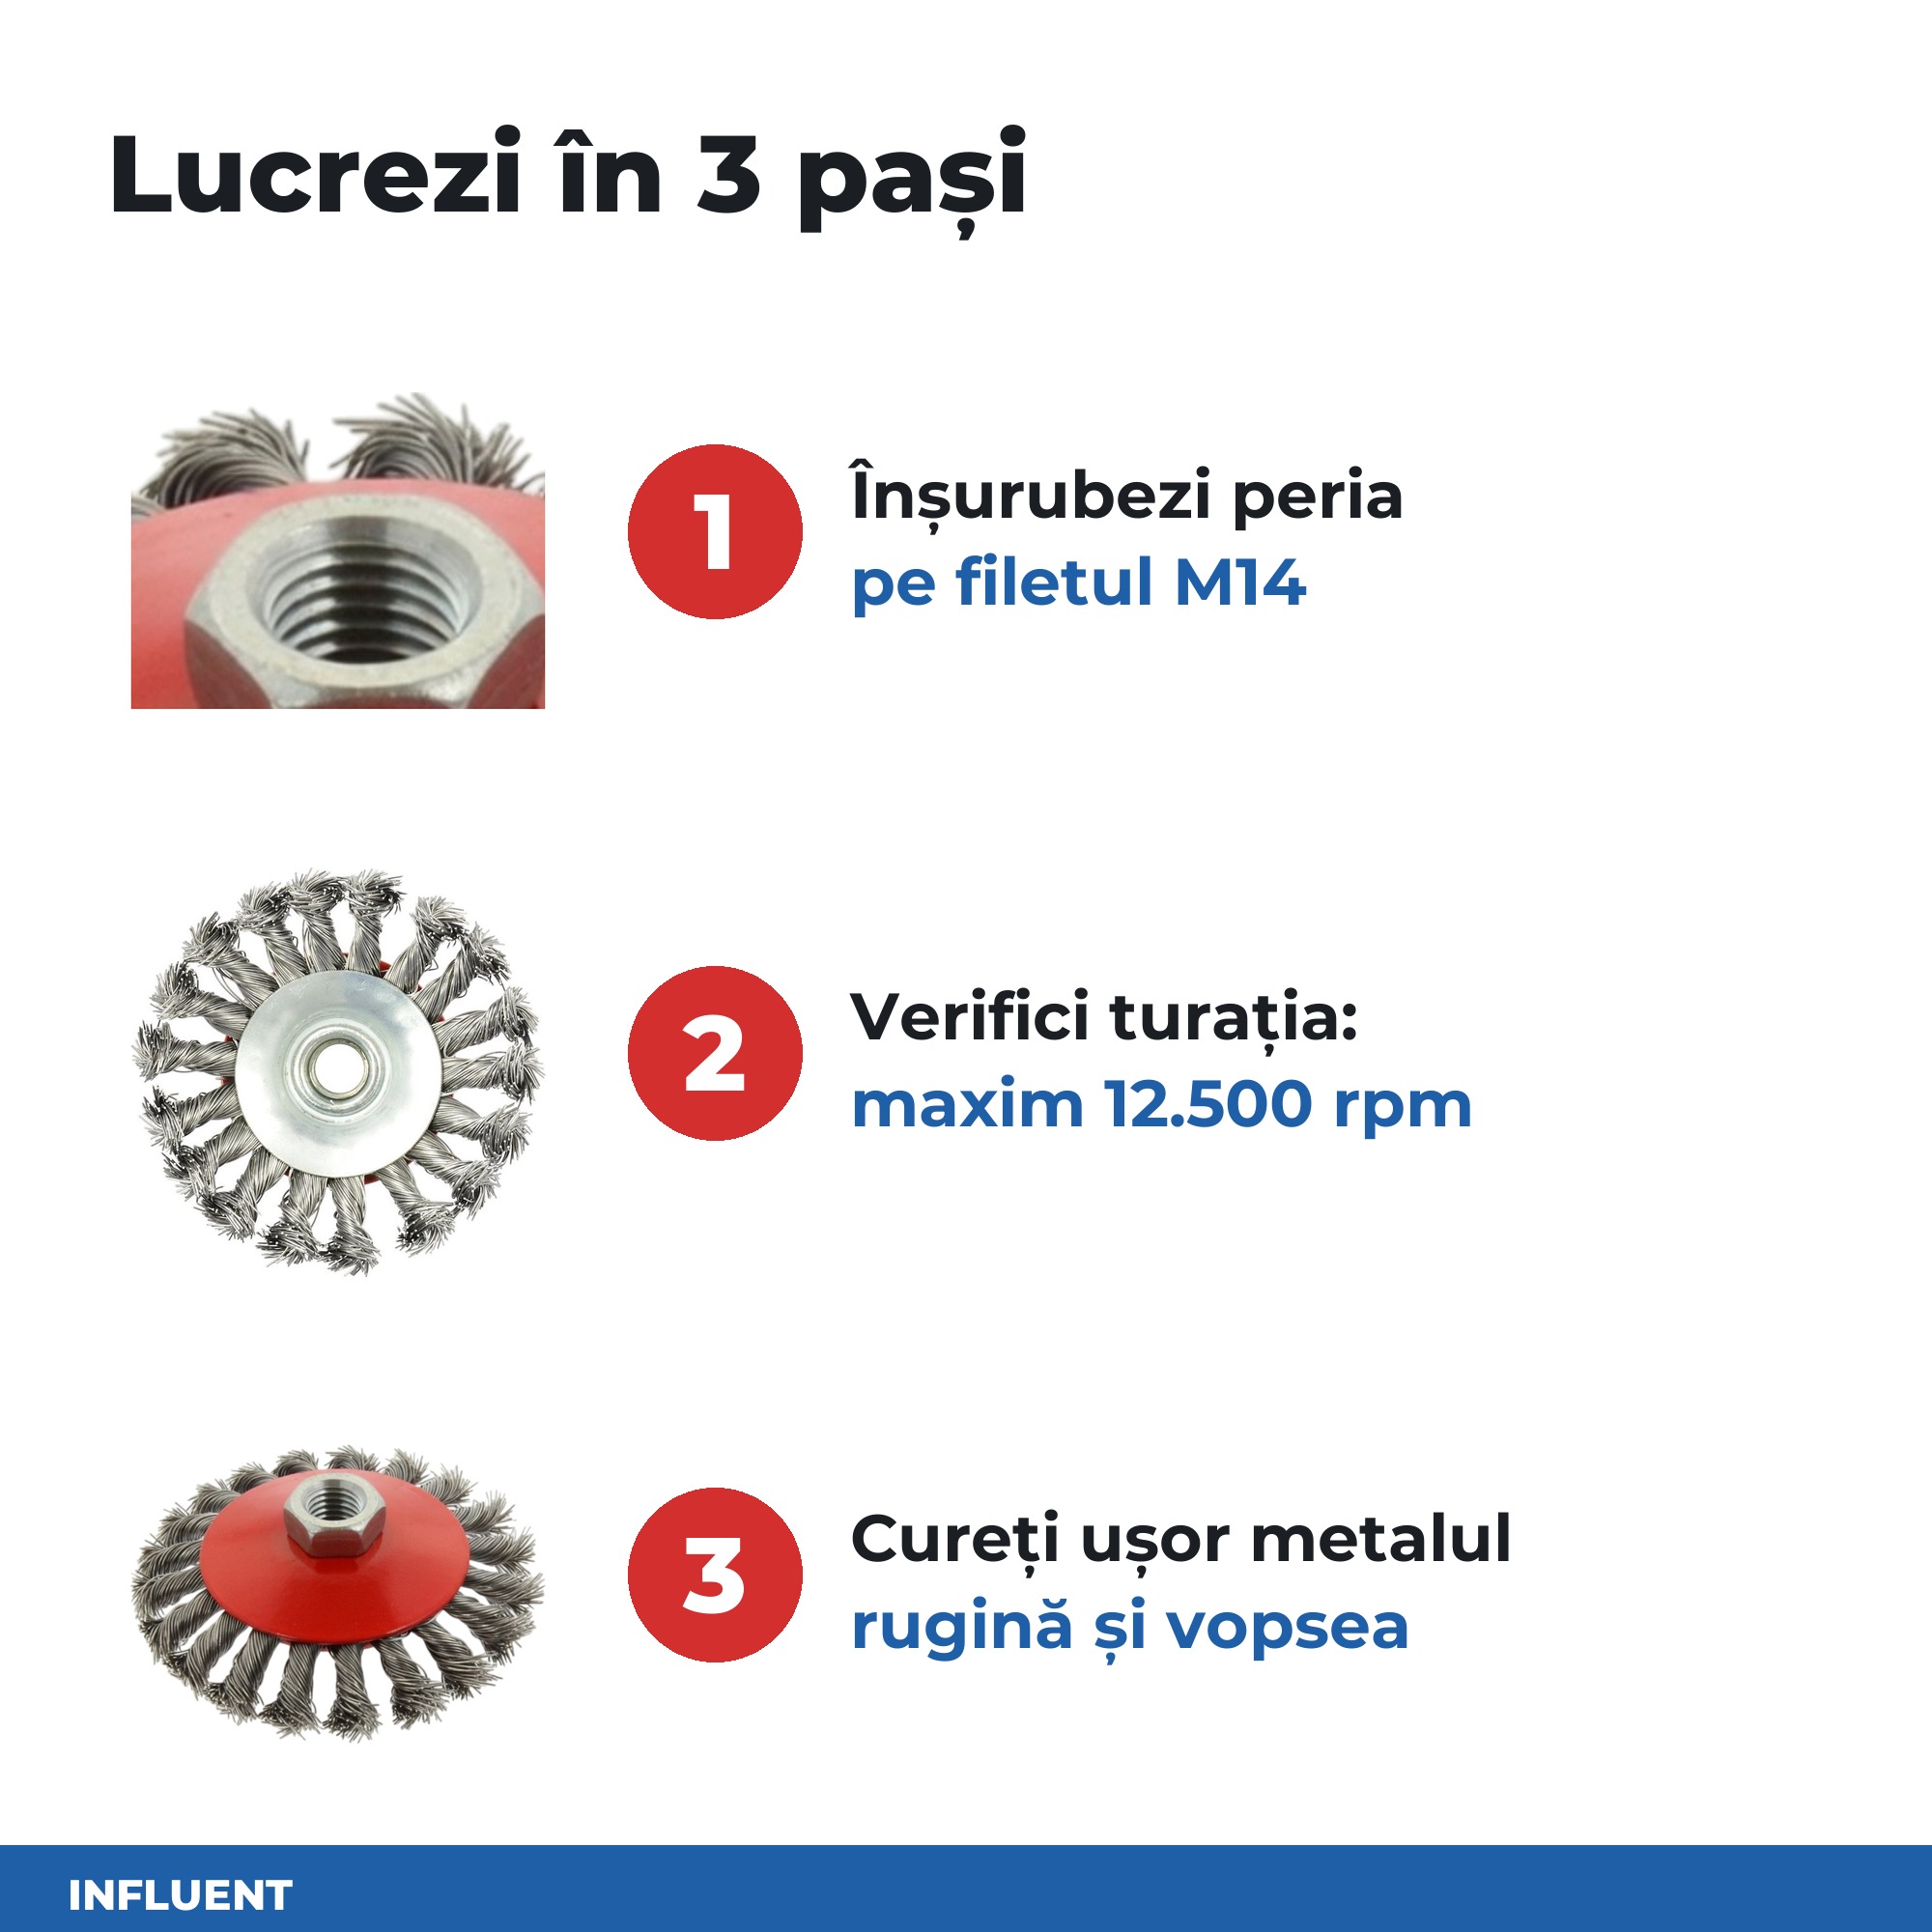 Lucrezi în 3 pași
1
Înșurubezi peria
pe filetul M14
2
Verifici turația:
maxim 12.500 rpm
3
Cureți ușor metalul
rugină și vopsea
INFLUENT